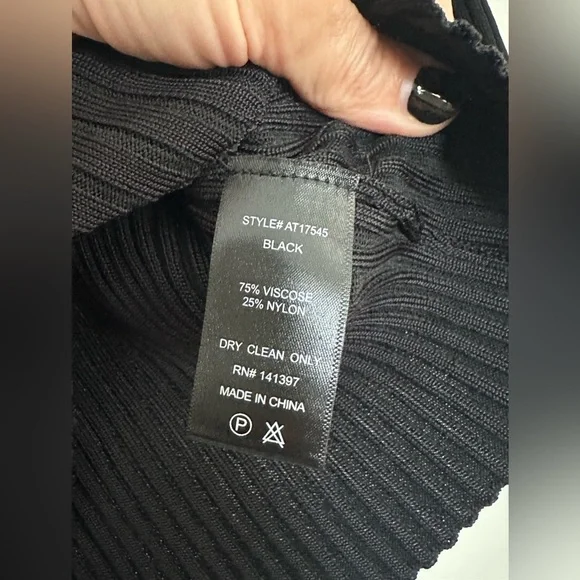 STYLE# AT17545
BLACK
75% VISCOSE
25% NYLON
DRY CLEAN ONLY
RN# 141397
MADE IN CHINA
P